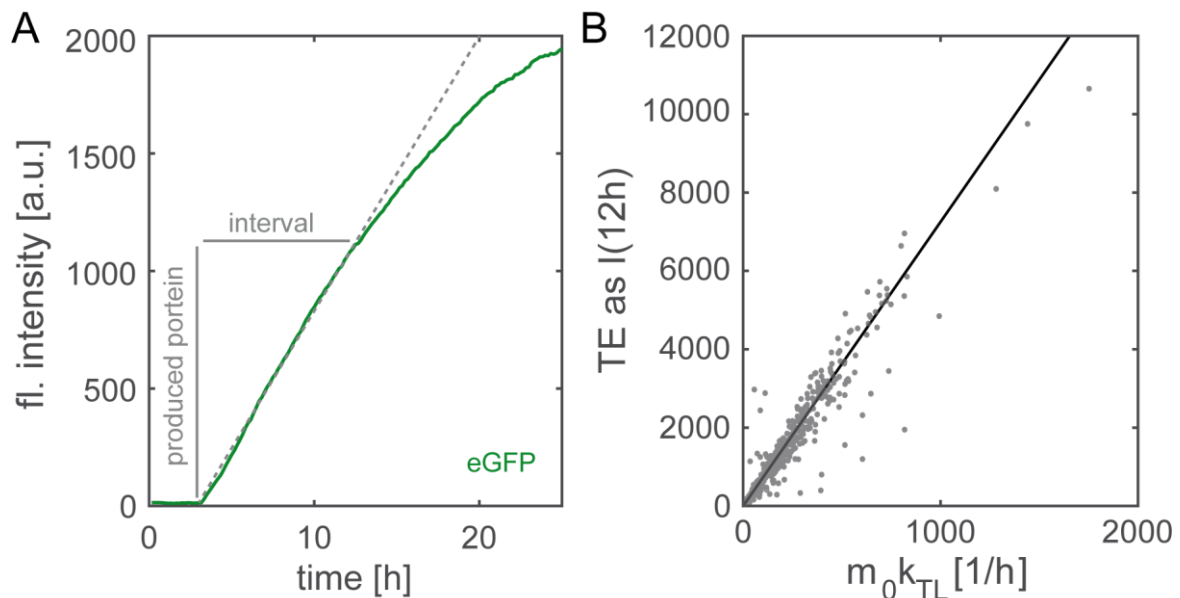 A
fl. intensity [a.u.]
2000
1500
1000
500
0
interval
produced portein
eGFP
0
10
20
time [h]
B
TE as I(12h)
12000
10000
8000
6000
4000
2000
0
0
1000
2000
m₀k_TL [1/h]